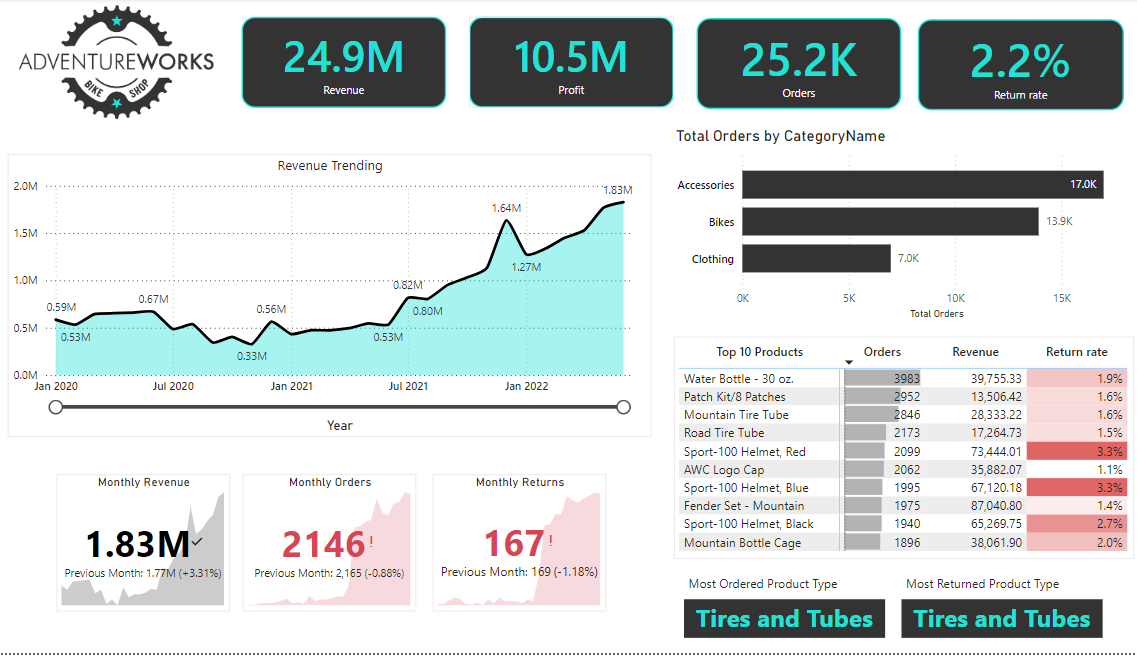 ADVENTUREWORKS
BIKE SHOP
24.9M
Revenue
10.5M
Profit
25.2K
Orders
2.2%
Return rate
Revenue Trending
2.0M
1.5M
1.0M
0.5M
0.0M
0.59M
0.53M
0.67M
0.33M
0.56M
0.53M
0.82M
0.80M
1.64M
1.27M
1.83M
Jan 2020
Jul 2020
Jan 2021
Jul 2021
Jan 2022
Year
Total Orders by CategoryName
Accessories 17.0K
Bikes 13.9K
Clothing 7.0K
0K 5K 10K 15K
Total Orders
Top 10 Products Orders Revenue Return rate
Water Bottle - 30 oz. 3983 39,755.33 1.9%
Patch Kit/8 Patches 2952 13,506.42 1.6%
Mountain Tire Tube 2846 28,333.22 1.6%
Road Tire Tube 2173 17,264.73 1.5%
Sport-100 Helmet, Red 2099 73,444.01 3.3%
AWC Logo Cap 2062 35,882.07 1.1%
Sport-100 Helmet, Blue 1995 67,120.18 3.3%
Fender Set - Mountain 1975 87,040.80 1.4%
Sport-100 Helmet, Black 1940 65,269.75 2.7%
Mountain Bottle Cage 1896 38,061.90 2.0%
Monthly Revenue
1.83M
Previous Month: 1.77M (+3.31%)
Monthly Orders
2146!
Previous Month: 2,165 (-0.88%)
Monthly Returns
167!
Previous Month: 169 (-1.18%)
Most Ordered Product Type
Tires and Tubes
Most Returned Product Type
Tires and Tubes